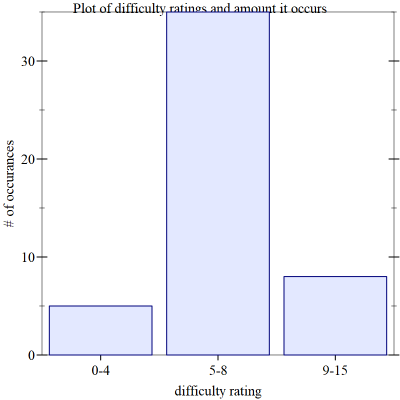 Plot of difficulty ratings and amount it occurs
30
20
10
0
# of occurances
0-4
5-8
9-15
difficulty rating